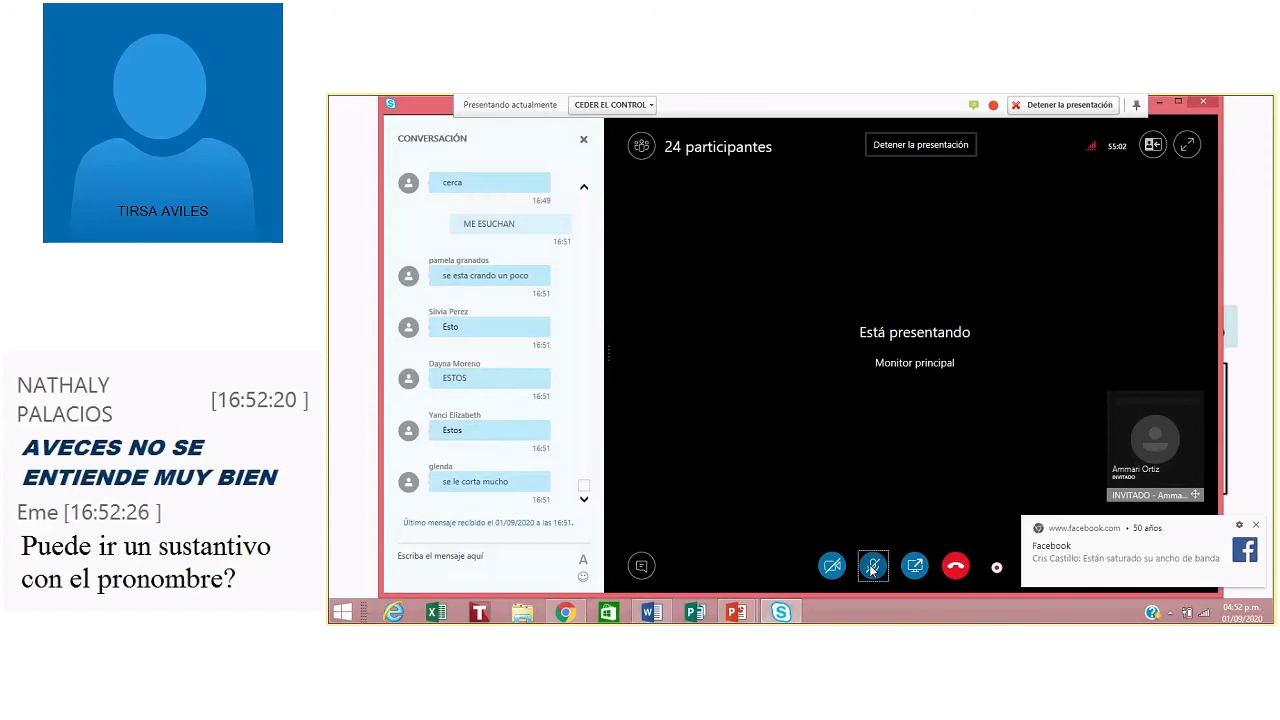 TIRSA AVILES
NATHALY
PALACIOS
[16:52:20 ]
AVECES NO SE
ENTIENDE MUY BIEN
Eme [16:52:26 ]
Puede ir un sustantivo
con el pronombre?
Presentando actualmente
CEDER EL CONTROL
Detener la presentación
CONVERSACIÓN
24 participantes
Detener la presentación
55:02
cerca
16:49
ME ESUCHAN
16:51
pamela granados
se esta crando un poco
16:51
Silvia Perez
Esto
16:51
Dayna Moreno
ESTOS
16:51
Yanci Elizabeth
Estos
16:51
glenda
se le corta mucho
16:51
Último mensaje recibido el 01/09/2020 a las 16:51.
Escriba el mensaje aquí
Está presentando
Monitor principal
Ammari Ortiz
INVITADO
INVITADO - Amma...
www.facebook.com • 50 años
Facebook
Cris Castillo: Están saturado su ancho de banda
04:52 p.m.
01/09/2020